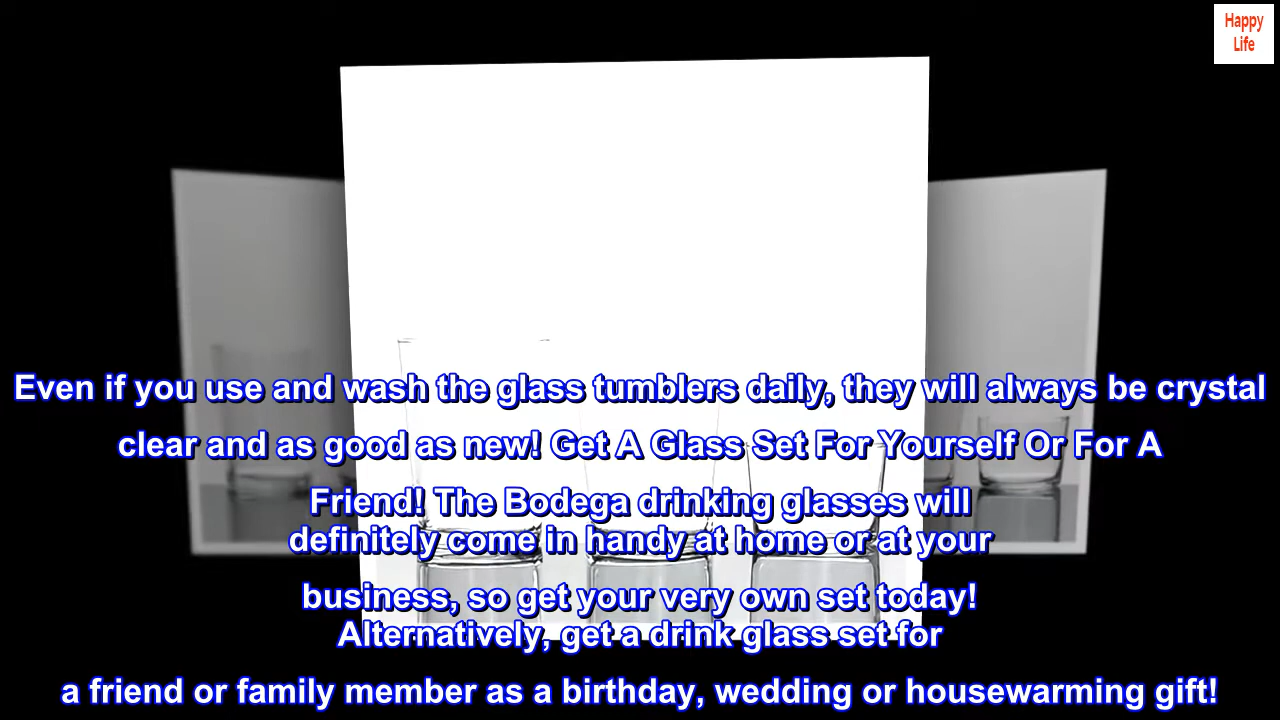 Happy
Life
Even if you use and wash the glass tumblers daily, they will always be crystal
clear and as good as new! Get A Glass Set For Yourself Or For A
Friend! The Bodega drinking glasses will
definitely come in handy at home or at your
business, so get your very own set today!
Alternatively, get a drink glass set for
a friend or family member as a birthday, wedding or housewarming gift!